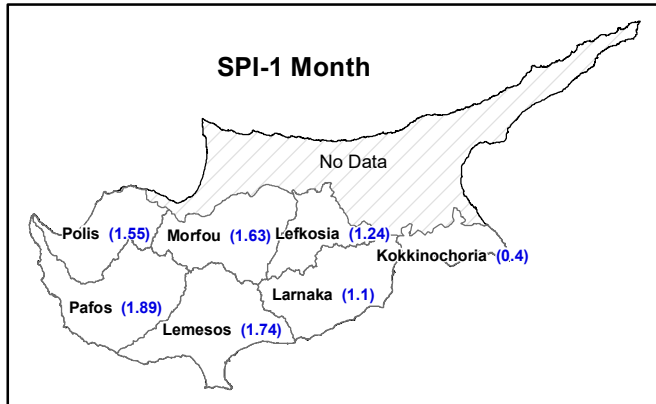 SPI-1 Month
No Data
Polis (1.55)
Morfou (1.63)
Lefkosia (1.24)
Kokkinochoria (0.4)
Pafos (1.89)
Larnaka (1.1)
Lemesos (1.74)